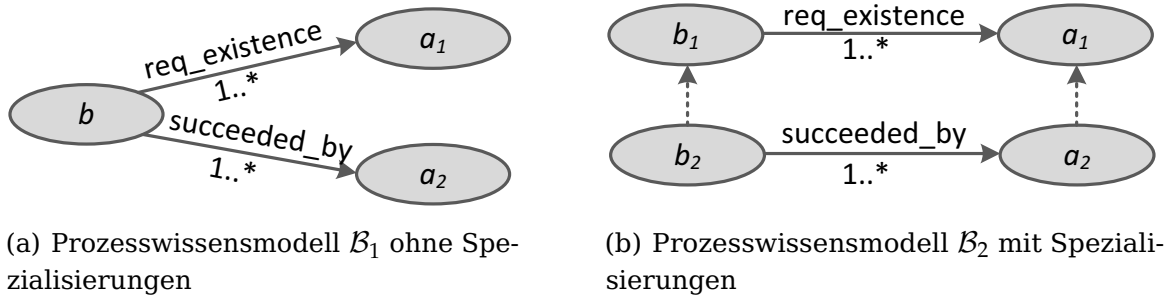 req_existence
1..*
a1
b
succeeded_by
1..*
a2
b1
req_existence
1..*
a1
b2
succeeded_by
1..*
a2
(a) Prozesswissensmodell ℬ1 ohne Spe-
zialisierungen
(b) Prozesswissensmodell ℬ2 mit Speziali-
sierungen